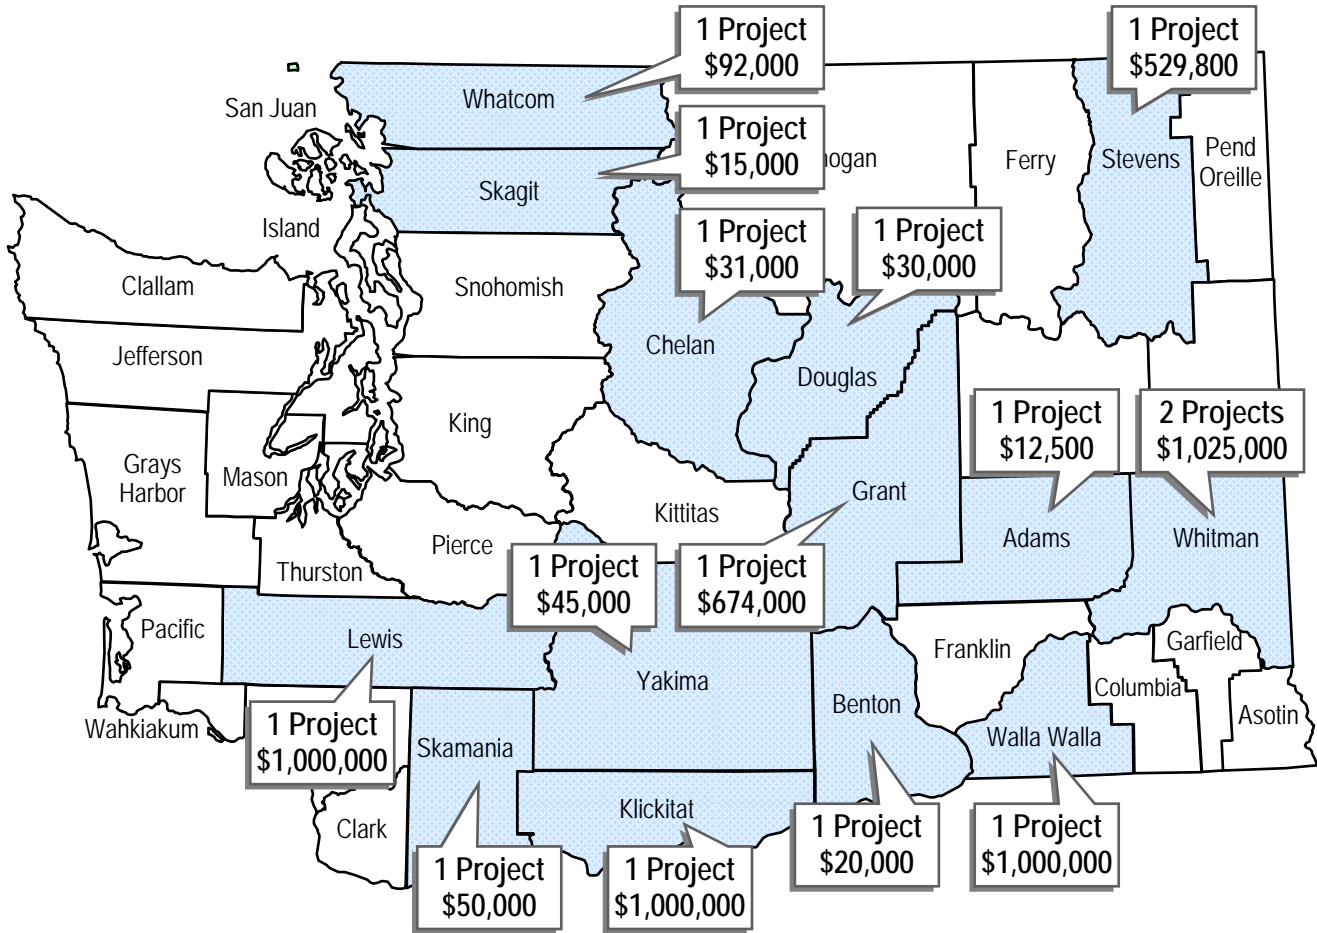 1 Project
$92,000
1 Project
$529,800
San Juan
Whatcom
1 Project
$15,000
nogan
Ferry
Stevens
Pend
Oreille
Skagit
Island
1 Project
$31,000
1 Project
$30,000
Clallam
Snohomish
Jefferson
Chelan
Douglas
King
1 Project
$12,500
2 Projects
$1,025,000
Grays
Harbor
Mason
Grant
Kittitas
Pierce
Adams
Whitman
Thurston
1 Project
$45,000
1 Project
$674,000
Pacific
Lewis
Franklin
Garfield
Yakima
Columbia
Benton
Asotin
Wahkiakum
1 Project
$1,000,000
Skamania
Walla Walla
Klickitat
Clark
1 Project
$20,000
1 Project
$1,000,000
1 Project
$50,000
1 Project
$1,000,000